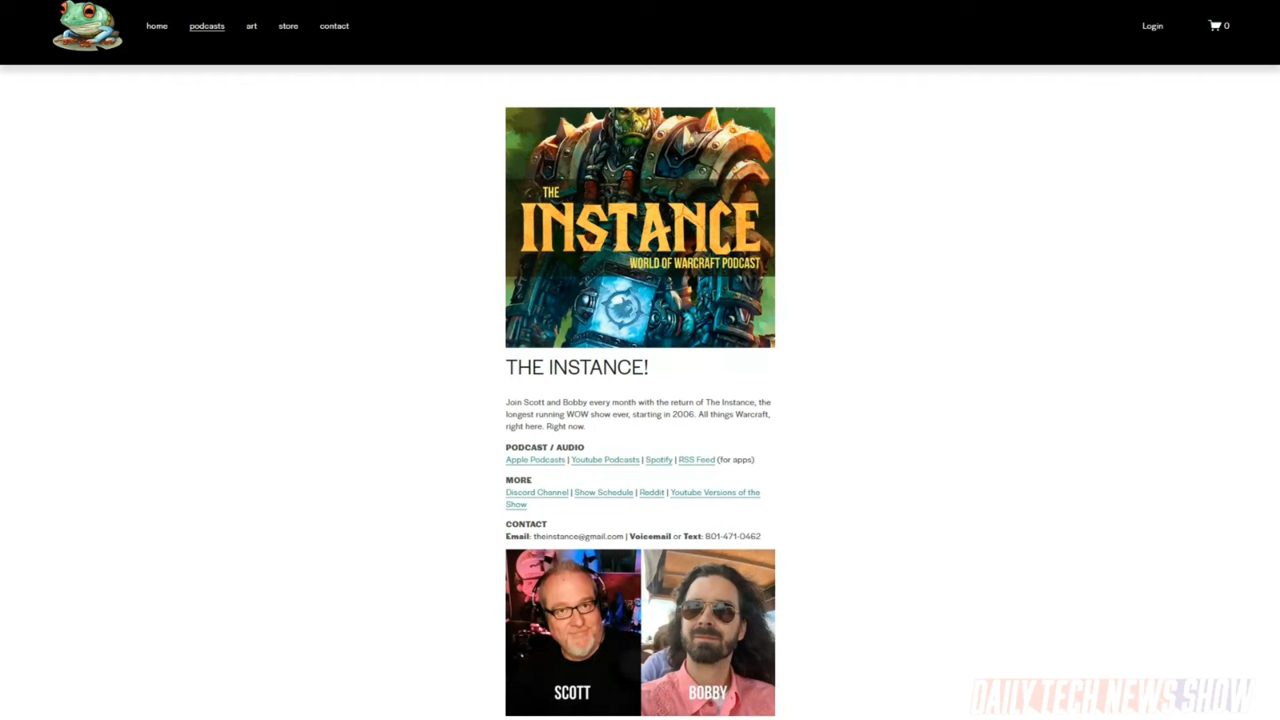 home podcasts art store contact Login 0
THE
INSTANCE
WORLD OF WARCRAFT PODCAST
THE INSTANCE!
Join Scott and Bobby every month with the return of The Instance, the
longest running WOW show ever, starting in 2006. All things Warcraft,
right here. Right now.
PODCAST / AUDIO
Apple Podcasts | Youtube Podcasts | Spotify | RSS Feed (for apps)
MORE
Discord Channel | Show Schedule | Reddit | Youtube Versions of the
Show
CONTACT
Email: theinstance@gmail.com | Voicemail or Text: 801-471-0462
SCOTT BOBBY
DAILY TECH NEWS SHOW